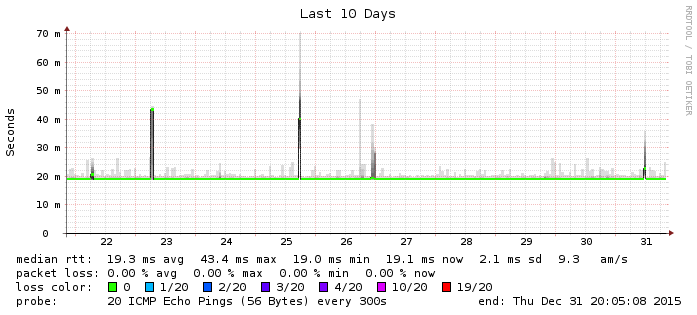 Last 10 Days
RRDTOOL / TOBI OETIKER
Seconds
70 m
60 m
50 m
40 m
30 m
20 m
10 m
0
22 23 24 25 26 27 28 29 30 31
median rtt: 19.3 ms avg 43.4 ms max 19.0 ms min 19.1 ms now 2.1 ms sd 9.3 am/s
packet loss: 0.00 % avg 0.00 % max 0.00 % min 0.00 % now
loss color: 0 1/20 2/20 3/20 4/20 10/20 19/20
probe: 20 ICMP Echo Pings (56 Bytes) every 300s end: Thu Dec 31 20:05:08 2015